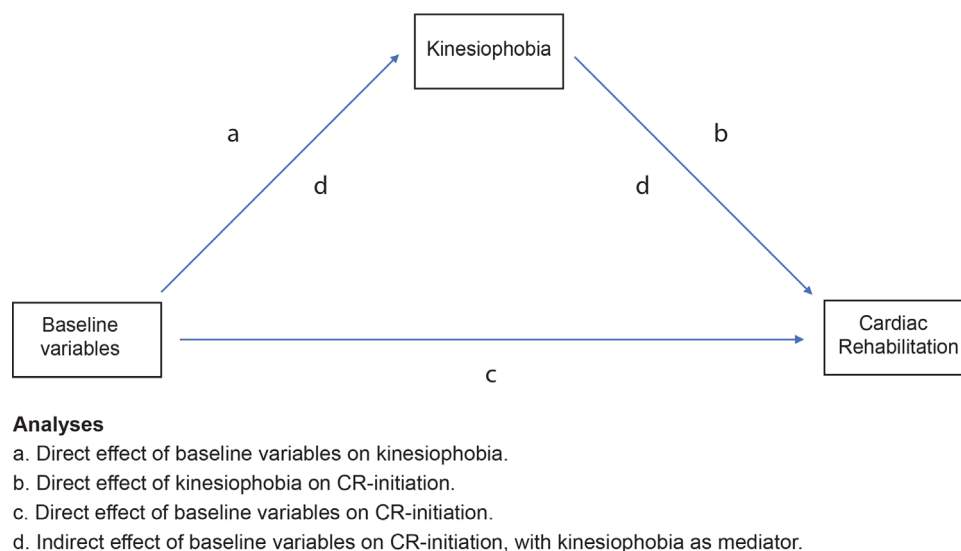 Kinesiophobia
a
b
d
d
Baseline
variables
Cardiac
Rehabilitation
c
Analyses
a. Direct effect of baseline variables on kinesiophobia.
b. Direct effect of kinesiophobia on CR-initiation.
c. Direct effect of baseline variables on CR-initiation.
d. Indirect effect of baseline variables on CR-initiation, with kinesiophobia as mediator.